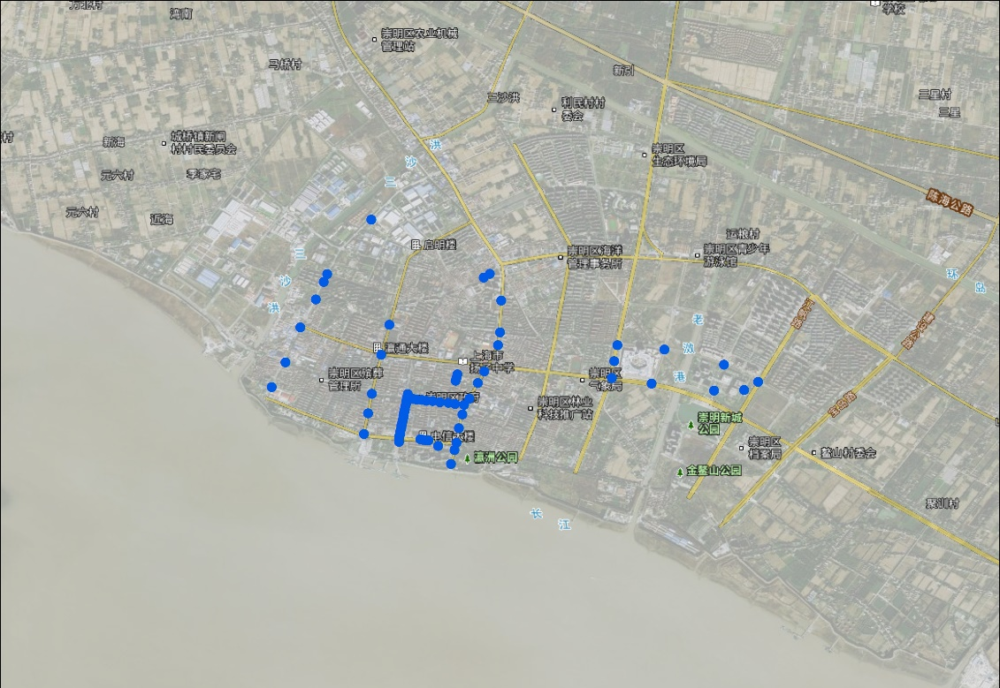 万北村
湾南
学校
崇明区农业机械
管理站
马桥村
新引
三沙洪
利民村村
委会
三星村
三星
村
新海
城桥镇新闸
村村民委员会
洪
沙
三
崇明区
生态环境局
元六村
李家宅
元六村
近海
陈海公路
启明楼
运粮村
崇明区海洋
管理事务所
崇明区青少年
游泳馆
三
沙
洪
环
岛
老
滧
港
瀛通大楼
上海市
扬子中学
崇明区殡葬
管理所
崇明区
气象局
崇明区政府
崇明区林业
科技推广站
宝岛路
崇明新城
公园
电信大楼
崇明区
档案局
鳌山村委会
瀛洲公园
金鳌山公园
聚训村
长
江